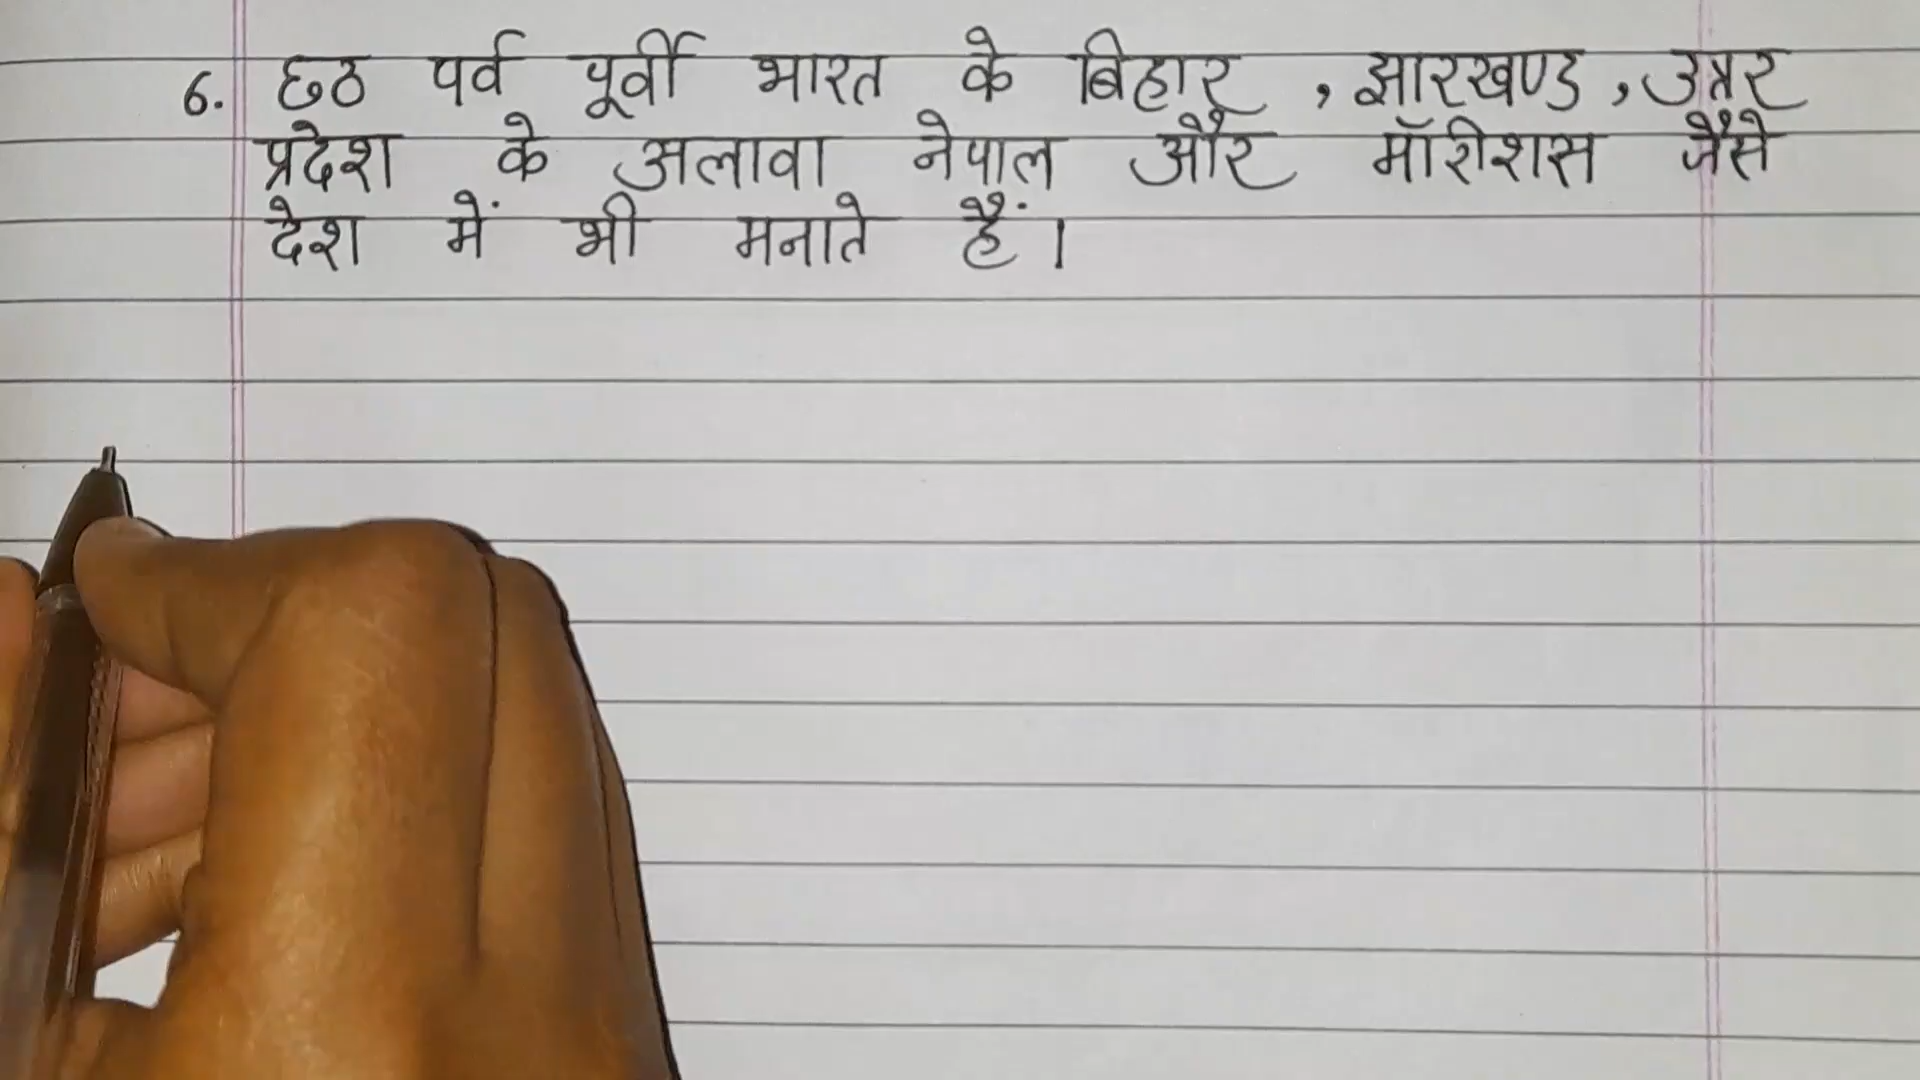 6. छठ पर्व पूर्वी भारत के बिहार , झारखण्ड , उत्तर
प्रदेश के अलावा नेपाल और मॉरीशस जैसे
देश में भी मनाते हैं।